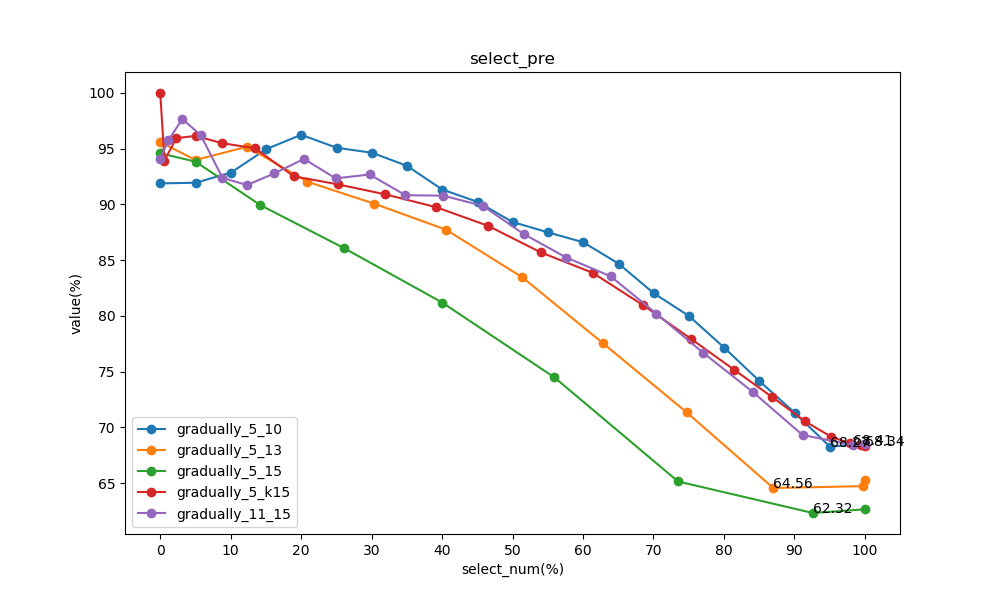 select_pre
value(%)
100
95
90
85
80
75
70
65
0 10 20 30 40 50 60 70 80 90 100
select_num(%)
gradually_5_10
gradually_5_13
gradually_5_15
gradually_5_k15
gradually_11_15
64.56
62.32